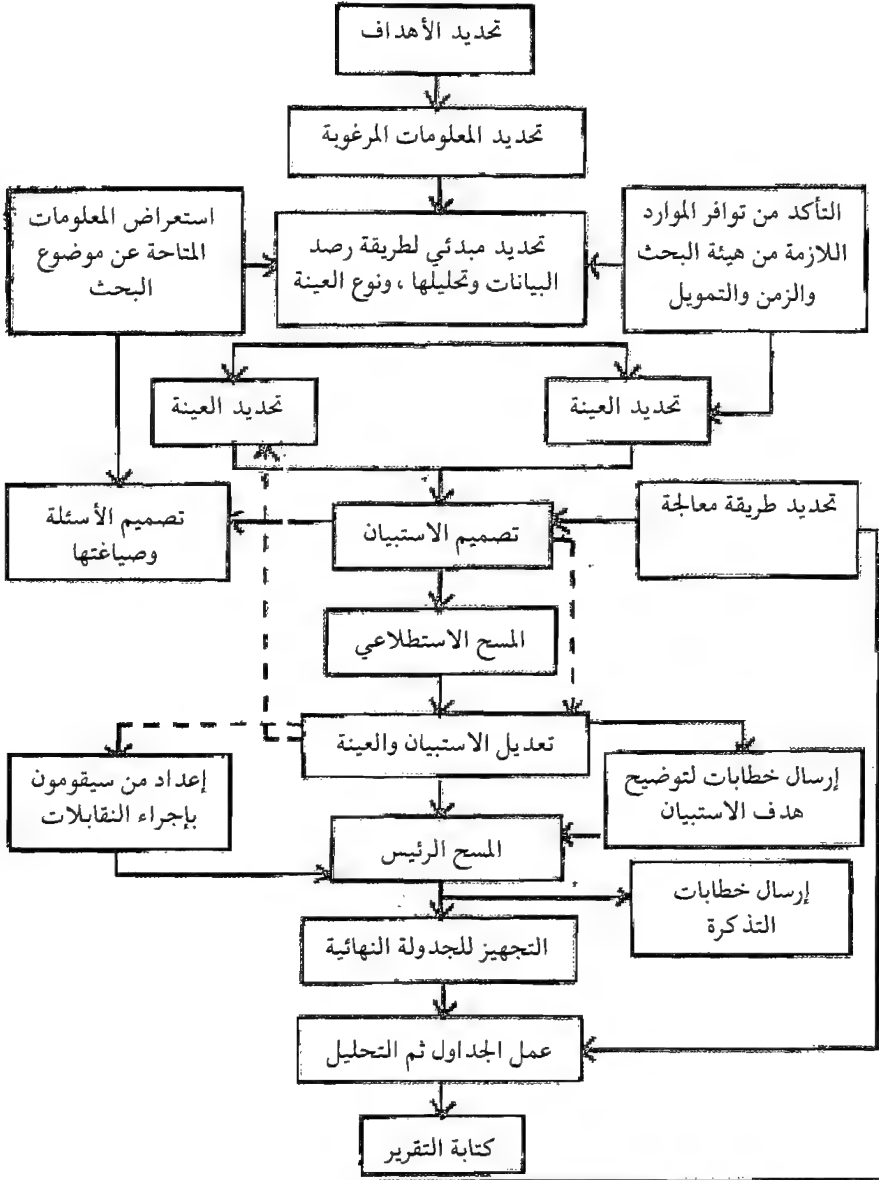 تحديد الأهداف
تحديد المعلومات المرغوبة
التأكد من توافر الموارد
اللازمة من هيئة البحث
والزمن والتمويل
تحديد مبدئي لطريقة رصد
البيانات وتحليلها ، ونوع العينة
استعراض المعلومات
المتاحة عن موضوع
البحث
تحديد العينة
تحديد العينة
تحديد طريقة معالجة
تصميم الاستبيان
تصميم الأسئلة
وصياغتها
المسح الاستطلاعي
تعديل الاستبيان والعينة
إرسال خطابات لتوضيح
هدف الاستبيان
إعداد من سيقومون
بإجراء النقابلات
المسح الرئيس
إرسال خطابات
التذكرة
التجهيز للجدولة النهائية
عمل الجداول ثم التحليل
كتابة التقرير